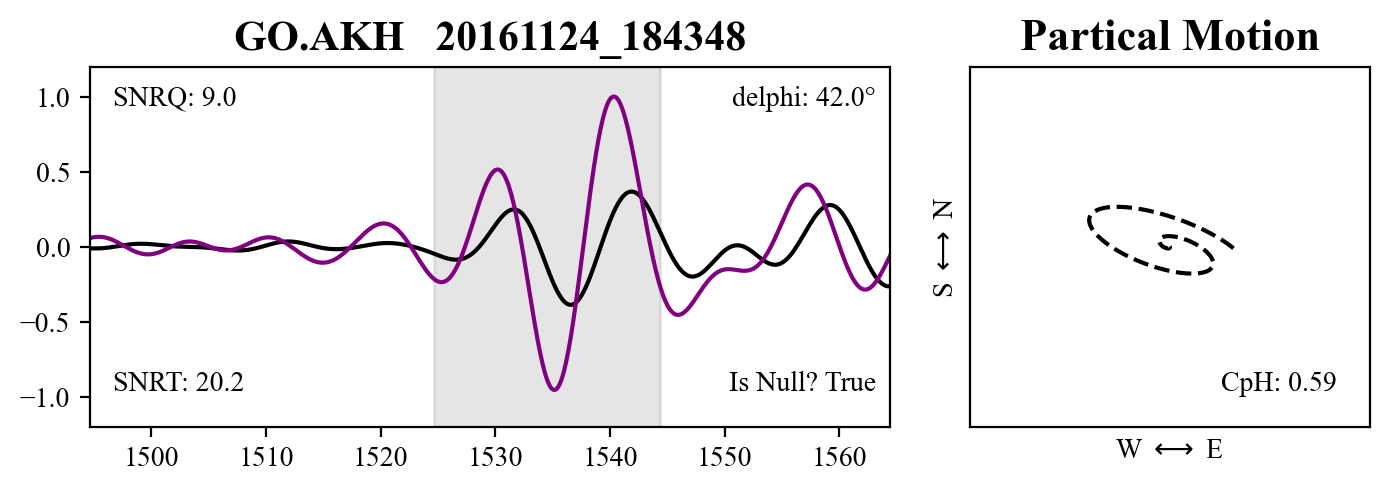 GO.AKH 20161124_184348
SNRQ: 9.0
delphi: 42.0°
1.0
0.5
0.0
−0.5
−1.0
SNRT: 20.2
Is Null? True
1500 1510 1520 1530 1540 1550 1560
Partical Motion
S ⟷ N
CpH: 0.59
W ⟷ E